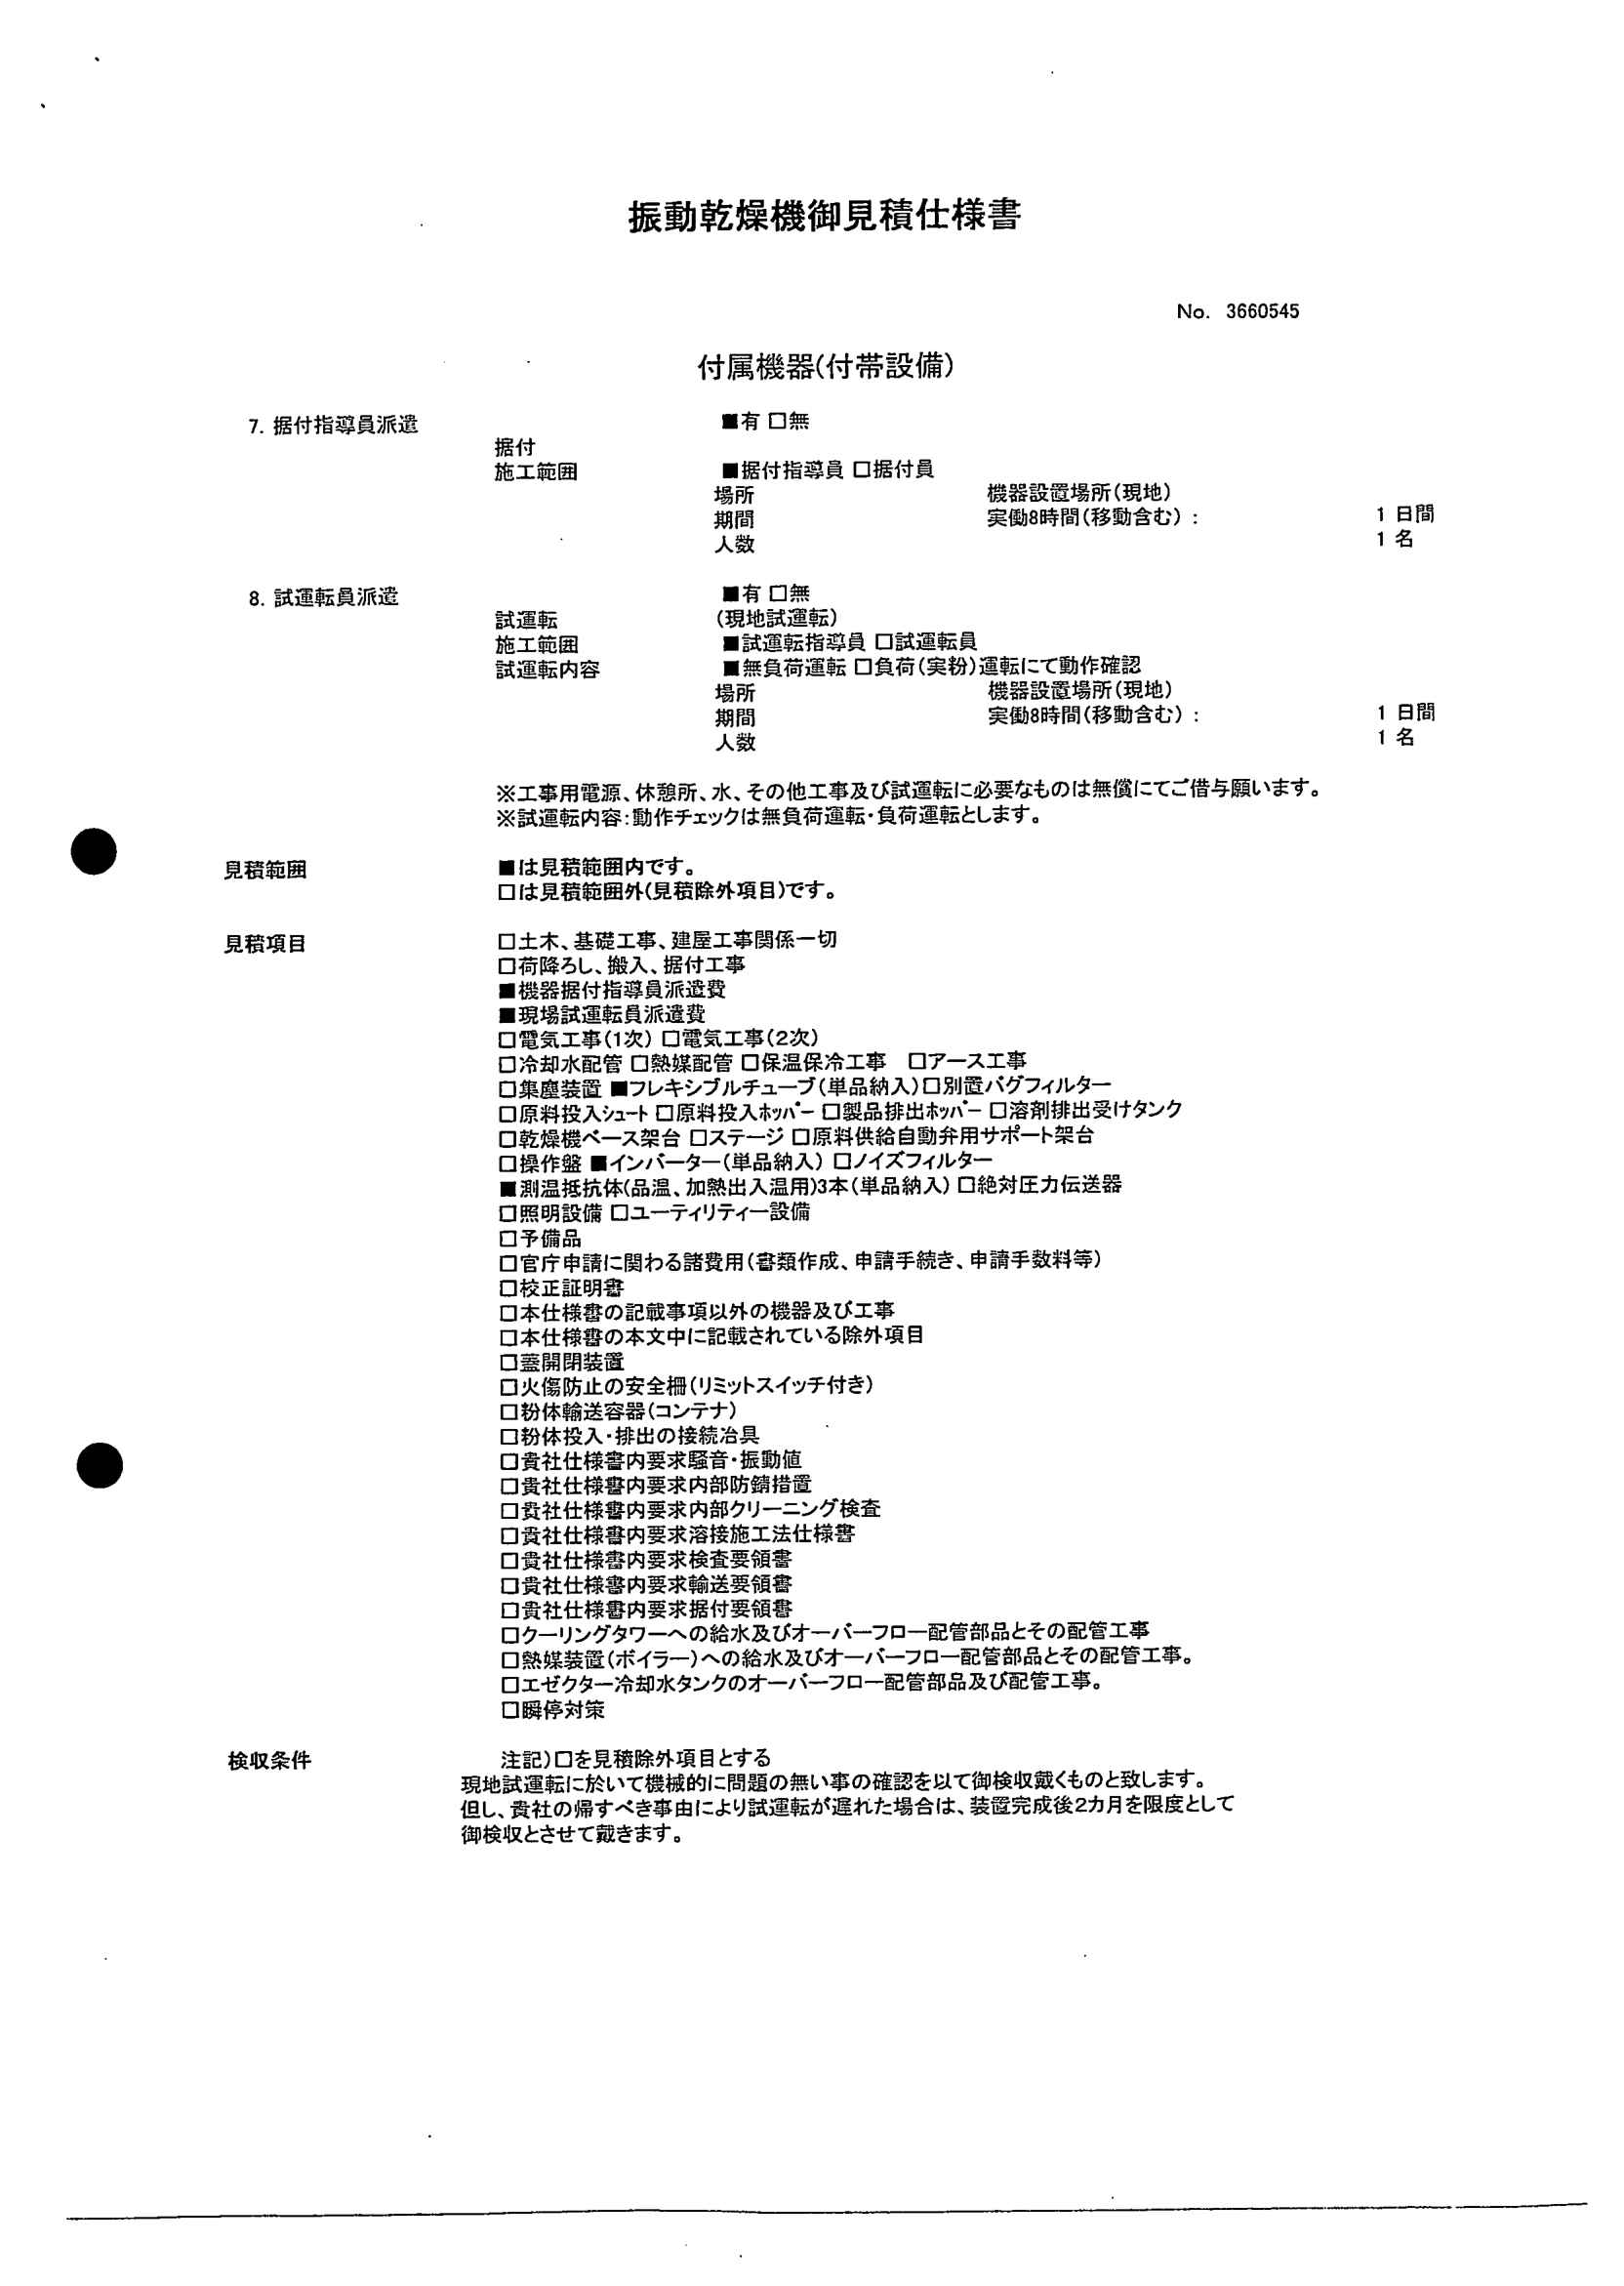 振動乾燥機御見積仕様書
No. 3660545
付属機器(付帯設備)
7. 据付指導員派遣 ■有 □無
据付
施工範囲 ■据付指導員 □据付員
場所 機器設置場所(現地)
期間 実働8時間(移動含む) : 1 日間
人数 1 名
8. 試運転員派遣 ■有 □無
試運転 (現地試運転)
施工範囲 ■試運転指導員 □試運転員
試運転内容 ■無負荷運転 □負荷(実粉)運転にて動作確認
場所 機器設置場所(現地)
期間 実働8時間(移動含む) : 1 日間
人数 1 名
※工事用電源、休憩所、水、その他工事及び試運転に必要なものは無償にてご借与願います。
※試運転内容:動作チェックは無負荷運転・負荷運転とします。
見積範囲 ■は見積範囲内です。
□は見積範囲外(見積除外項目)です。
見積項目 □土木、基礎工事、建屋工事関係一切
□荷降ろし、搬入、据付工事
■機器据付指導員派遣費
■現場試運転員派遣費
□電気工事(1次) □電気工事(2次)
□冷却水配管 □熱媒配管 □保温保冷工事 □アース工事
□集塵装置 ■フレキシブルチューブ(単品納入)□別置バグフィルター
□原料投入シュート □原料投入ホッパー □製品排出ホッパー □溶剤排出受けタンク
□乾燥機ベース架台 □ステージ □原料供給自動弁用サポート架台
□操作盤 ■インバーター(単品納入) □ノイズフィルター
■測温抵抗体(品温、加熱出入温用)3本(単品納入) □絶対圧力伝送器
□照明設備 □ユーティリティー設備
□予備品
□官庁申請に関わる諸費用(書類作成、申請手続き、申請手数料等)
□校正証明書
□本仕様書の記載事項以外の機器及び工事
□本仕様書の本文中に記載されている除外項目
□蓋開閉装置
□火傷防止の安全柵(リミットスイッチ付き)
□粉体輸送容器(コンテナ)
□粉体投入・排出の接続冶具
□貴社仕様書内要求騒音・振動値
□貴社仕様書内要求内部防錆措置
□貴社仕様書内要求内部クリーニング検査
□貴社仕様書内要求溶接施工法仕様書
□貴社仕様書内要求検査要領書
□貴社仕様書内要求輸送要領書
□貴社仕様書内要求据付要領書
□クーリングタワーへの給水及びオーバーフロー配管部品とその配管工事
□熱媒装置(ボイラー)への給水及びオーバーフロー配管部品とその配管工事。
□エゼクター冷却水タンクのオーバーフロー配管部品及び配管工事。
□瞬停対策
検収条件 注記)□を見積除外項目とする
現地試運転に於いて機械的に問題の無い事の確認を以て御検収戴くものと致します。
但し、貴社の帰すべき事由により試運転が遅れた場合は、装置完成後2カ月を限度として
御検収とさせて戴きます。